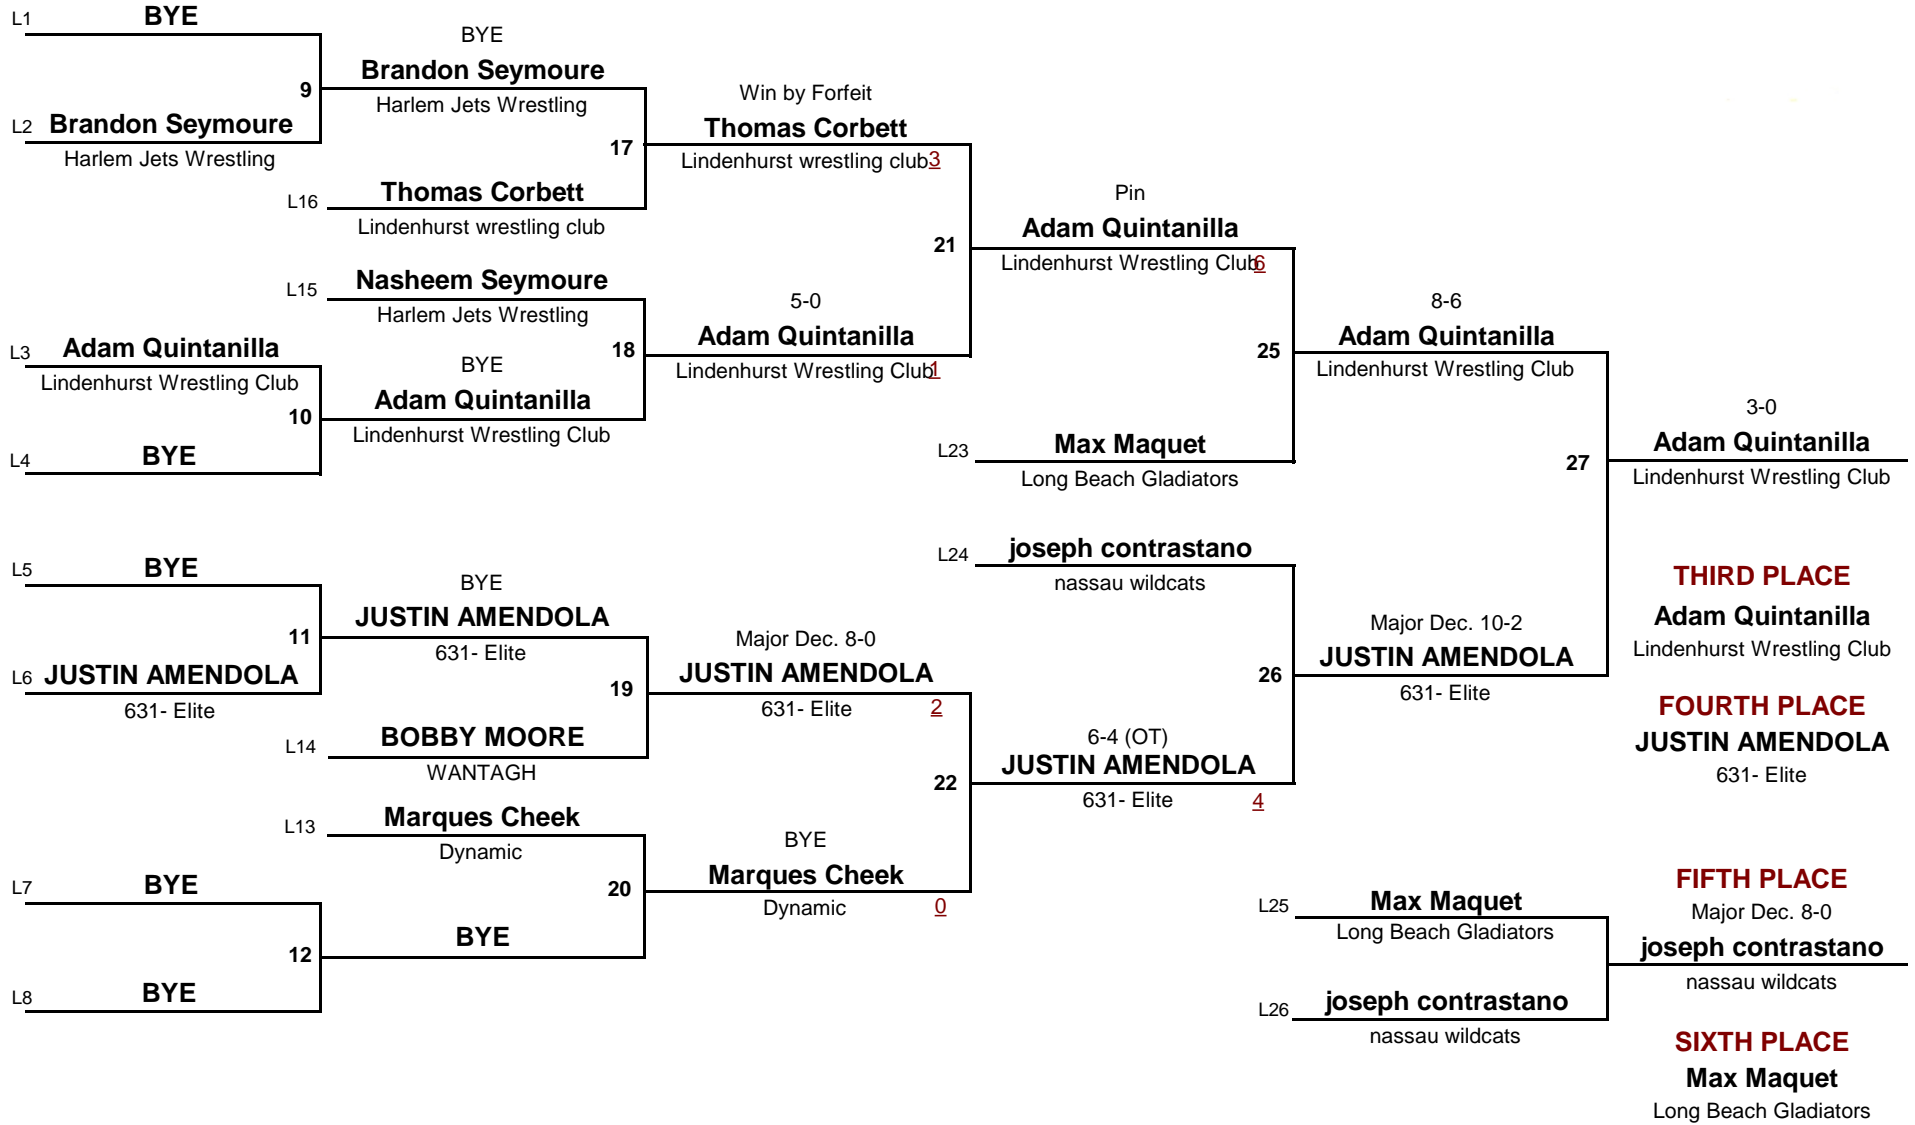 L1 BYE
BYE
Brandon Seymoure
9
Harlem Jets Wrestling
L2 Brandon Seymoure
Harlem Jets Wrestling
Win by Forfeit
Thomas Corbett
17
Lindenhurst wrestling club 3
L16 Thomas Corbett
Lindenhurst wrestling club
Pin
Adam Quintanilla
21
Lindenhurst Wrestling Club 6
L15 Nasheem Seymoure
Harlem Jets Wrestling
5-0
Adam Quintanilla
18
Lindenhurst Wrestling Club 1
L3 Adam Quintanilla
Lindenhurst Wrestling Club
BYE
Adam Quintanilla
10
Lindenhurst Wrestling Club
L4 BYE
8-6
Adam Quintanilla
25
Lindenhurst Wrestling Club
L23 Max Maquet
Long Beach Gladiators
3-0
Adam Quintanilla
27
Lindenhurst Wrestling Club
L24 joseph contrastano
nassau wildcats
L5 BYE
BYE
JUSTIN AMENDOLA
11
631- Elite
L6 JUSTIN AMENDOLA
631- Elite
Major Dec. 8-0
JUSTIN AMENDOLA
19
631- Elite 2
L14 BOBBY MOORE
WANTAGH
Major Dec. 10-2
JUSTIN AMENDOLA
26
631- Elite
6-4 (OT)
JUSTIN AMENDOLA
22
631- Elite 4
L13 Marques Cheek
Dynamic
BYE
Marques Cheek
20
Dynamic 0
L7 BYE
12
BYE
L8 BYE
THIRD PLACE
Adam Quintanilla
Lindenhurst Wrestling Club
FOURTH PLACE
JUSTIN AMENDOLA
631- Elite
L25 Max Maquet
Long Beach Gladiators
L26 joseph contrastano
nassau wildcats
FIFTH PLACE
Major Dec. 8-0
joseph contrastano
nassau wildcats
SIXTH PLACE
Max Maquet
Long Beach Gladiators